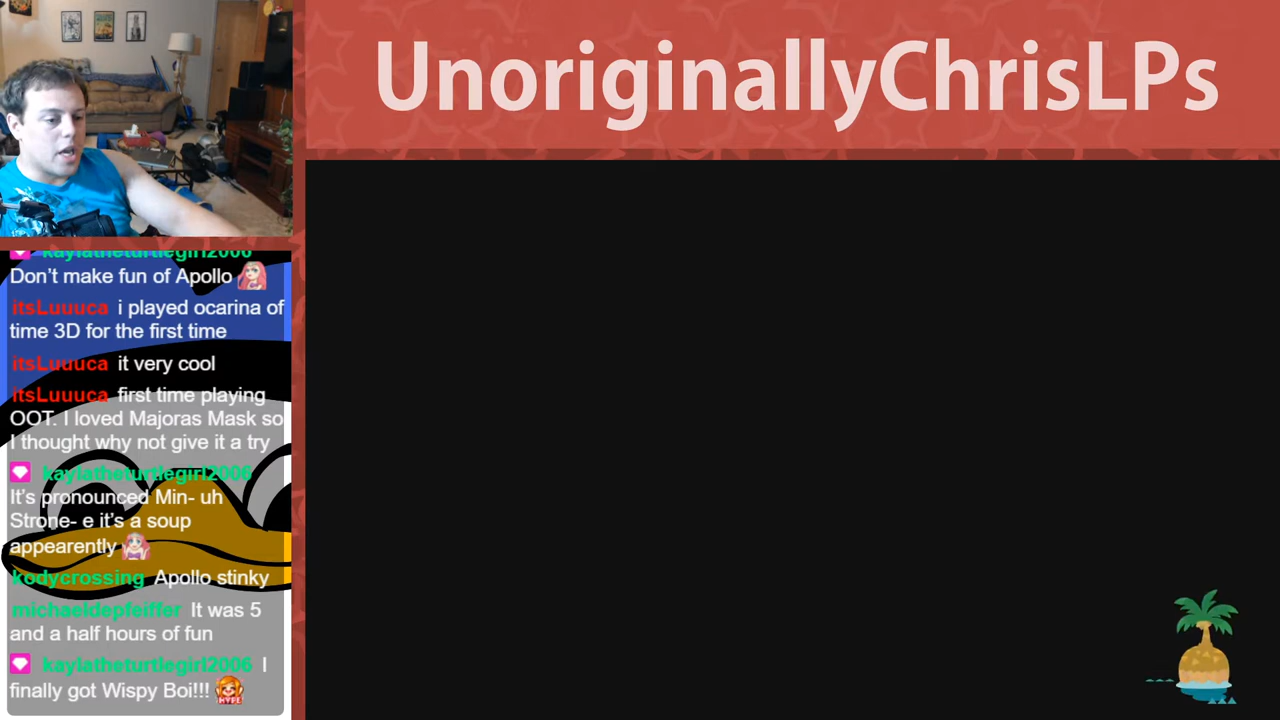 UnoriginallyChrisLPs
kaylatheturtlegirl2006
Don't make fun of Apollo
itsLuuuca i played ocarina of
time 3D for the first time
itsLuuuca it very cool
itsLuuuca first time playing
OOT. I loved Majoras Mask so
I thought why not give it a try
kaylatheturtlegirl2006
It's pronounced Min- uh
Strone- e it's a soup
appearently
kodycrossing Apollo stinky
michaeldepfeiffer It was 5
and a half hours of fun
kaylatheturtlegirl2006 I
finally got Wispy Boi!!!
HYPE